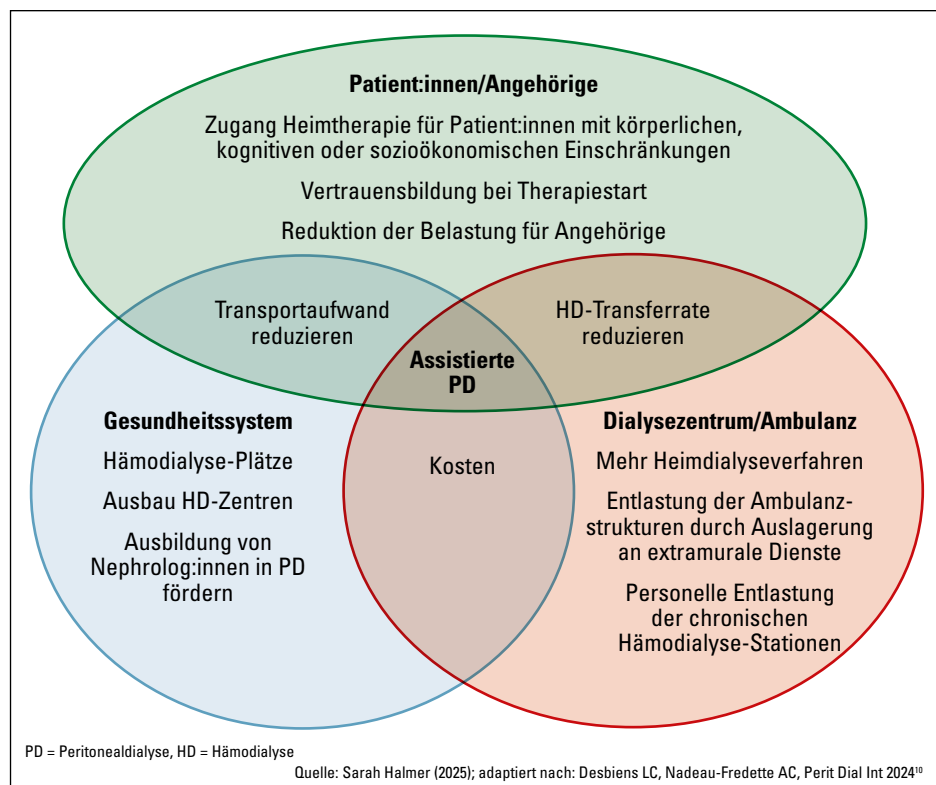 Patient:innen/Angehörige
Zugang Heimtherapie für Patient:innen mit körperlichen,
kognitiven oder sozioökonomischen Einschränkungen
Vertrauensbildung bei Therapiestart
Reduktion der Belastung für Angehörige
Transportaufwand
reduzieren
HD-Transferrate
reduzieren
Assistierte
PD
Gesundheitssystem
Hämodialyse-Plätze
Ausbau HD-Zentren
Ausbildung von
Nephrolog:innen in PD
fördern
Kosten
Dialysezentrum/Ambulanz
Mehr Heimdialyseverfahren
Entlastung der Ambulanz-
strukturen durch Auslagerung
an extramurale Dienste
Personelle Entlastung
der chronischen
Hämodialyse-Stationen
PD = Peritonealdialyse, HD = Hämodialyse
Quelle: Sarah Halmer (2025); adaptiert nach: Desbiens LC, Nadeau-Fredette AC, Perit Dial Int 2024¹⁰